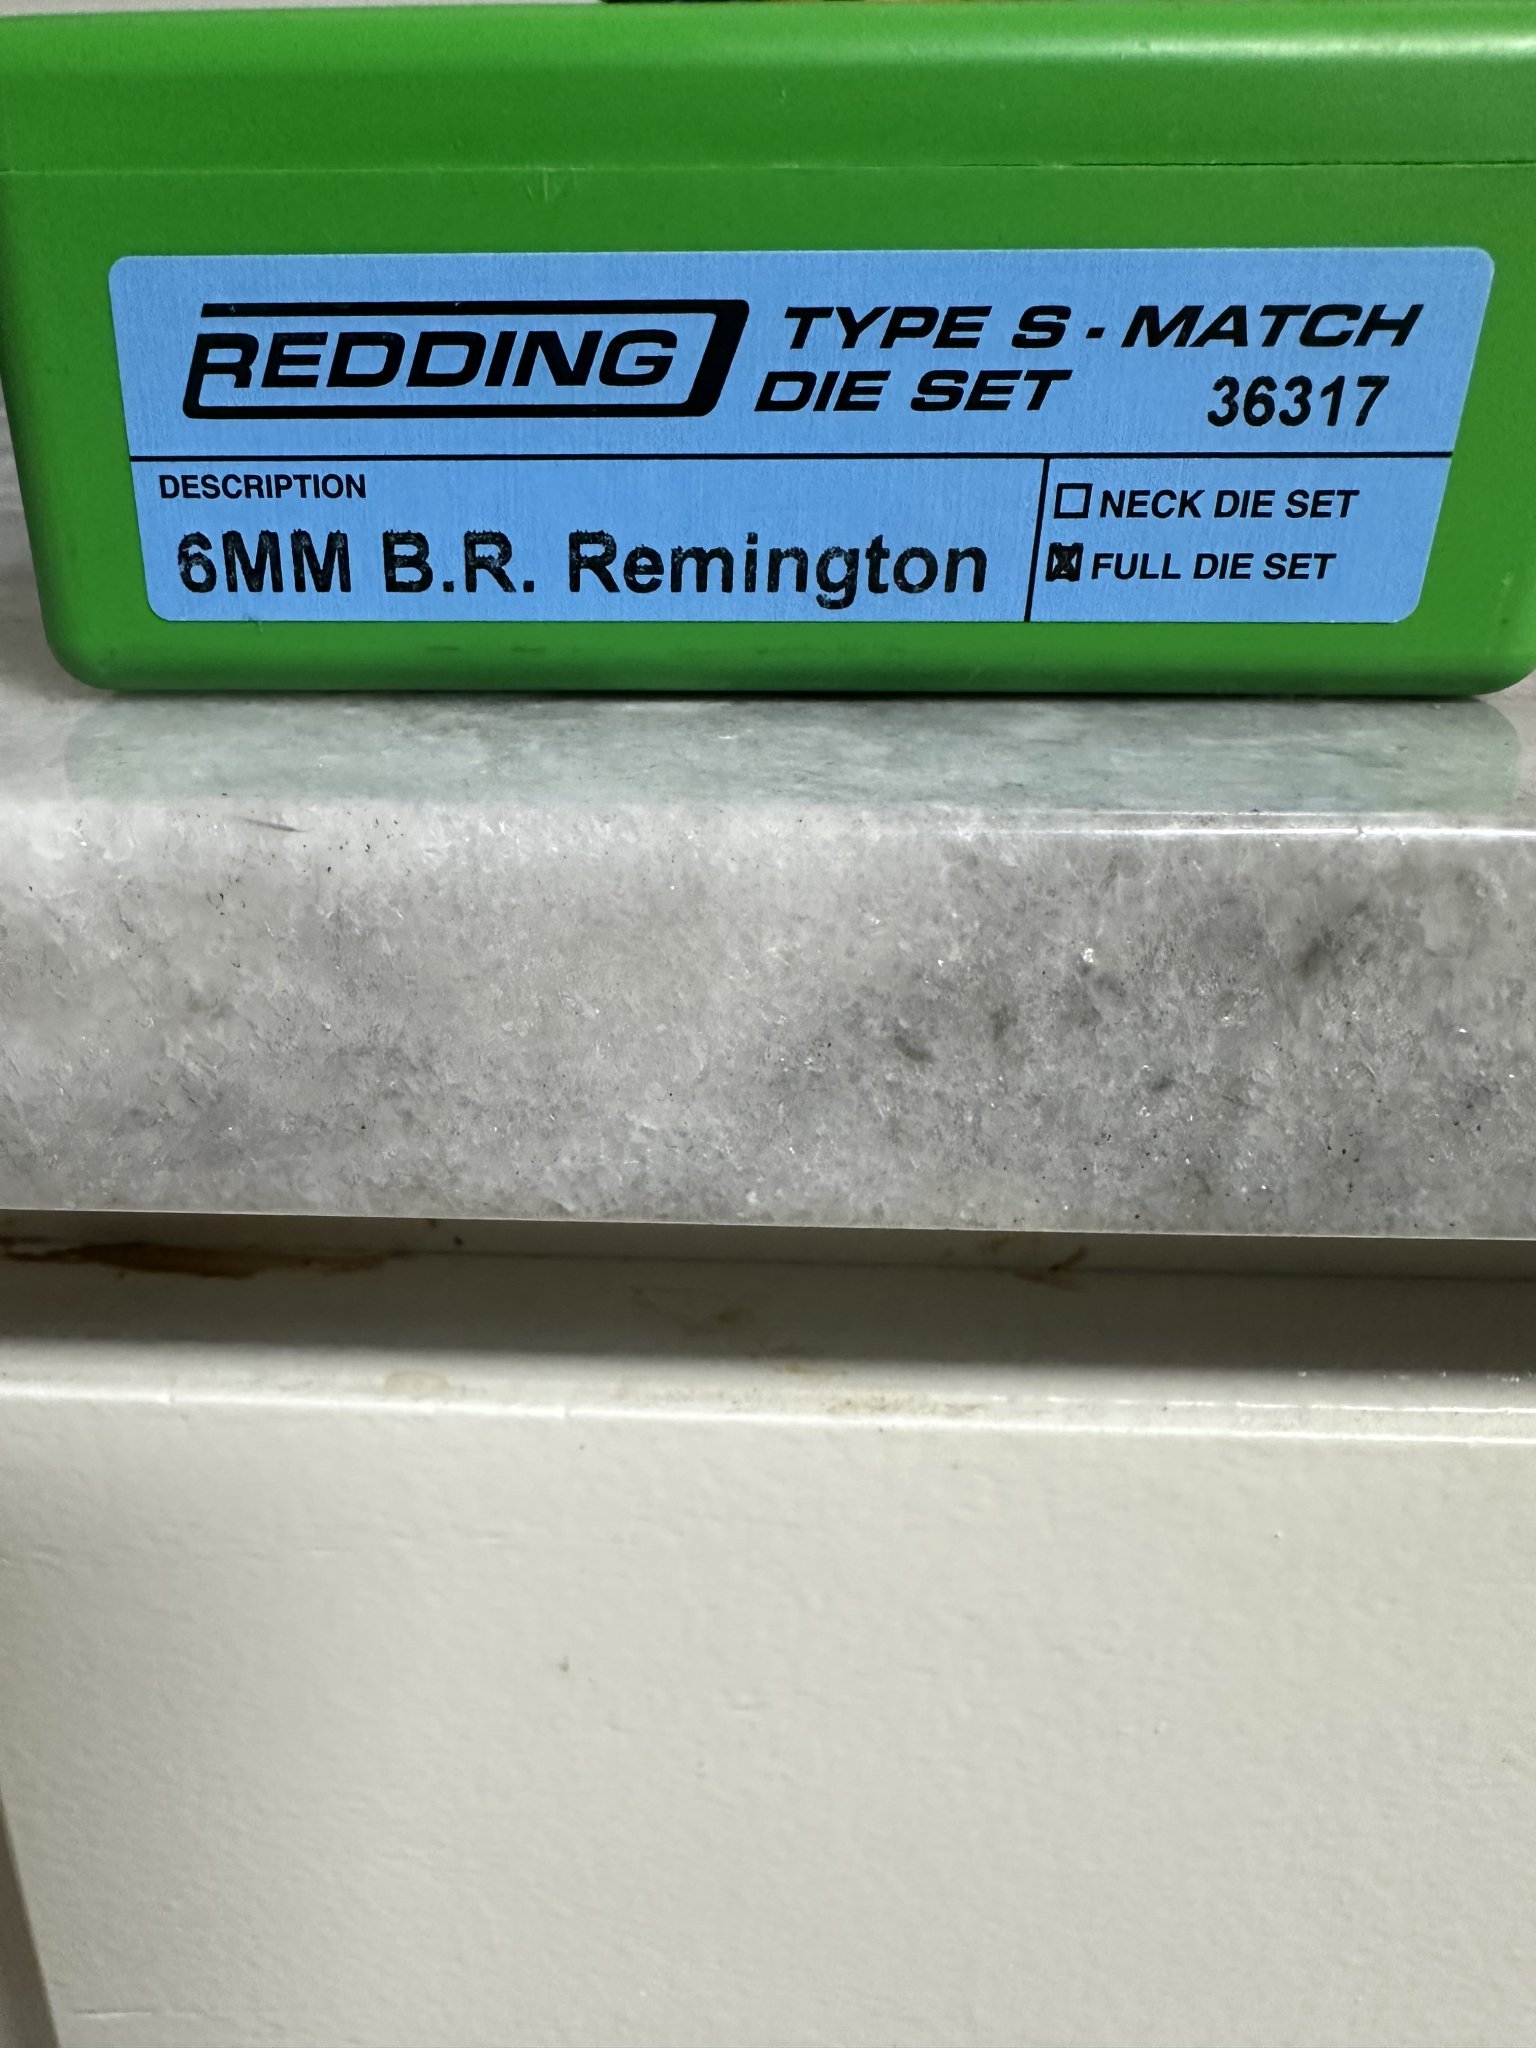 REDDING
TYPE S - MATCH
DIE SET 36317
DESCRIPTION
6MM B.R. Remington
NECK DIE SET
FULL DIE SET